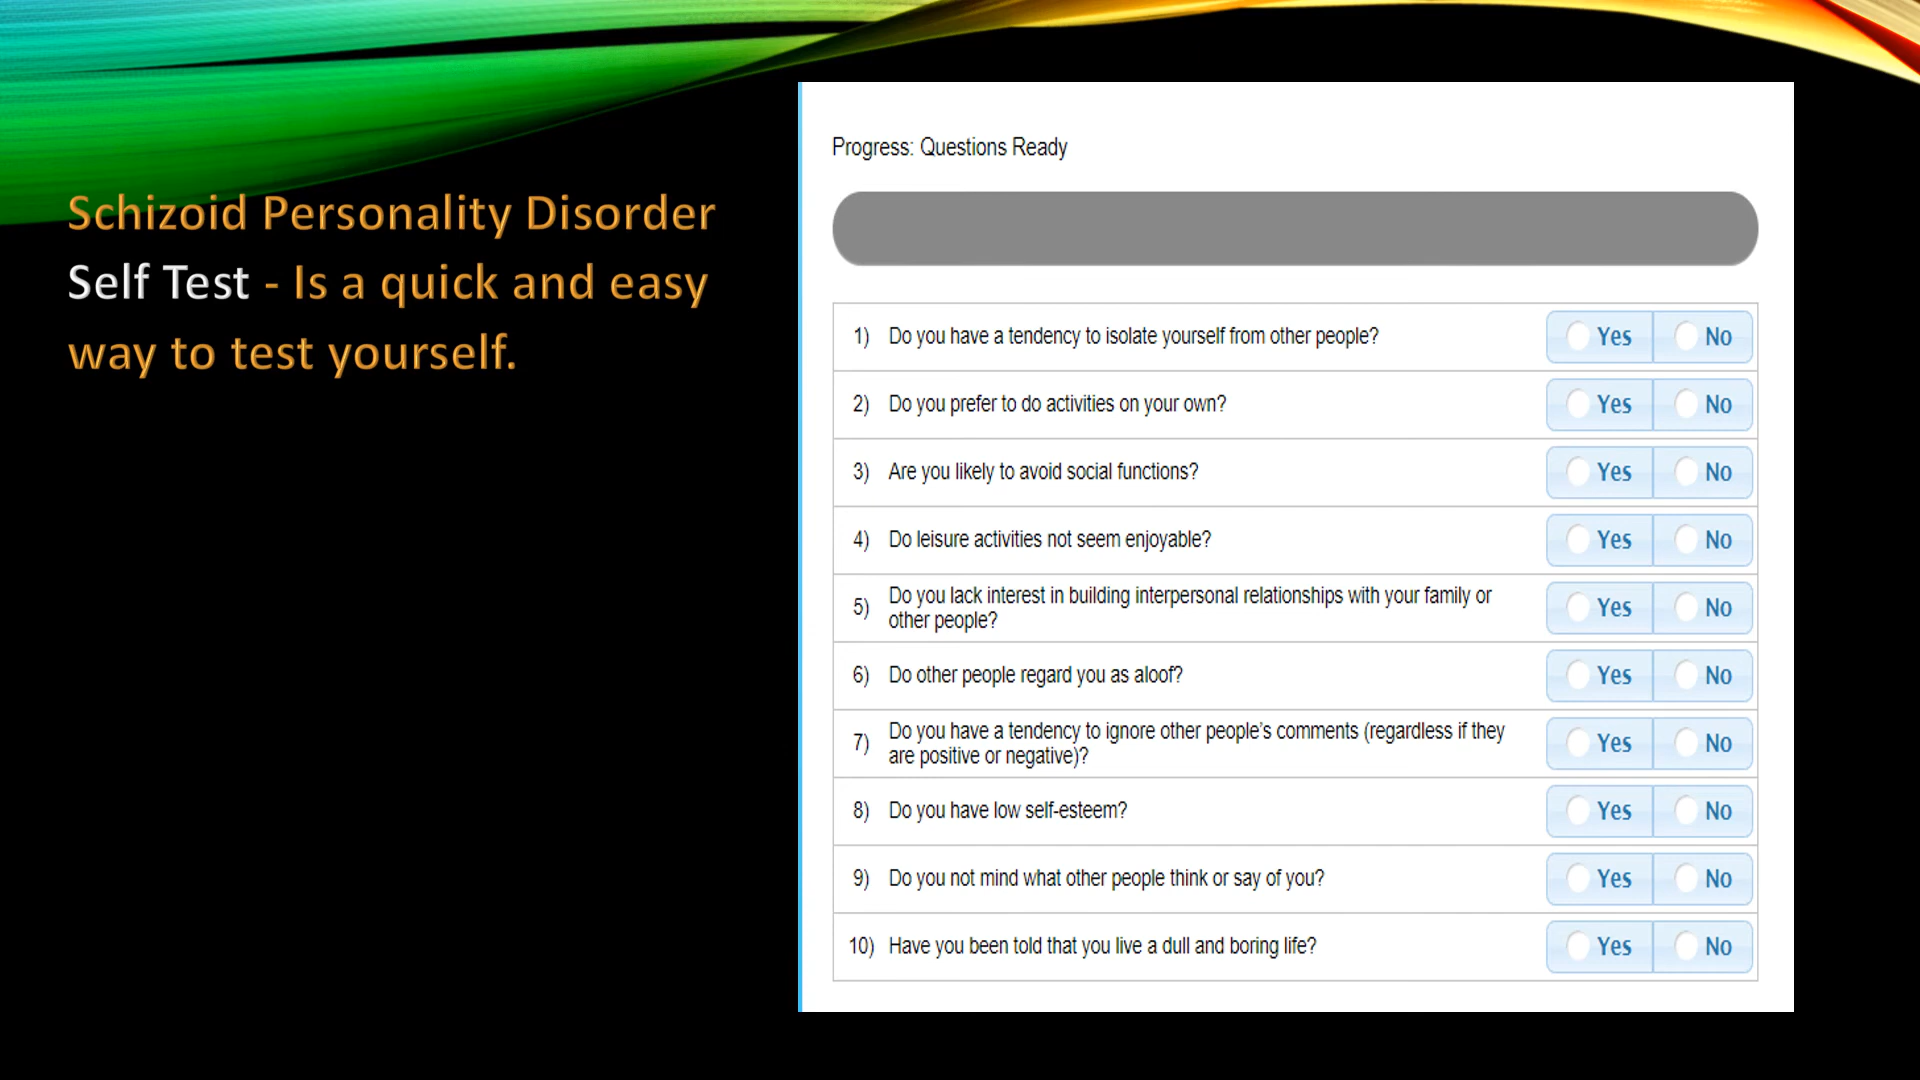 Schizoid Personality Disorder
Self Test - Is a quick and easy
way to test yourself.
Progress: Questions Ready
1) Do you have a tendency to isolate yourself from other people? Yes No
2) Do you prefer to do activities on your own? Yes No
3) Are you likely to avoid social functions? Yes No
4) Do leisure activities not seem enjoyable? Yes No
5) Do you lack interest in building interpersonal relationships with your family or
other people? Yes No
6) Do other people regard you as aloof? Yes No
7) Do you have a tendency to ignore other people's comments (regardless if they
are positive or negative)? Yes No
8) Do you have low self-esteem? Yes No
9) Do you not mind what other people think or say of you? Yes No
10) Have you been told that you live a dull and boring life? Yes No